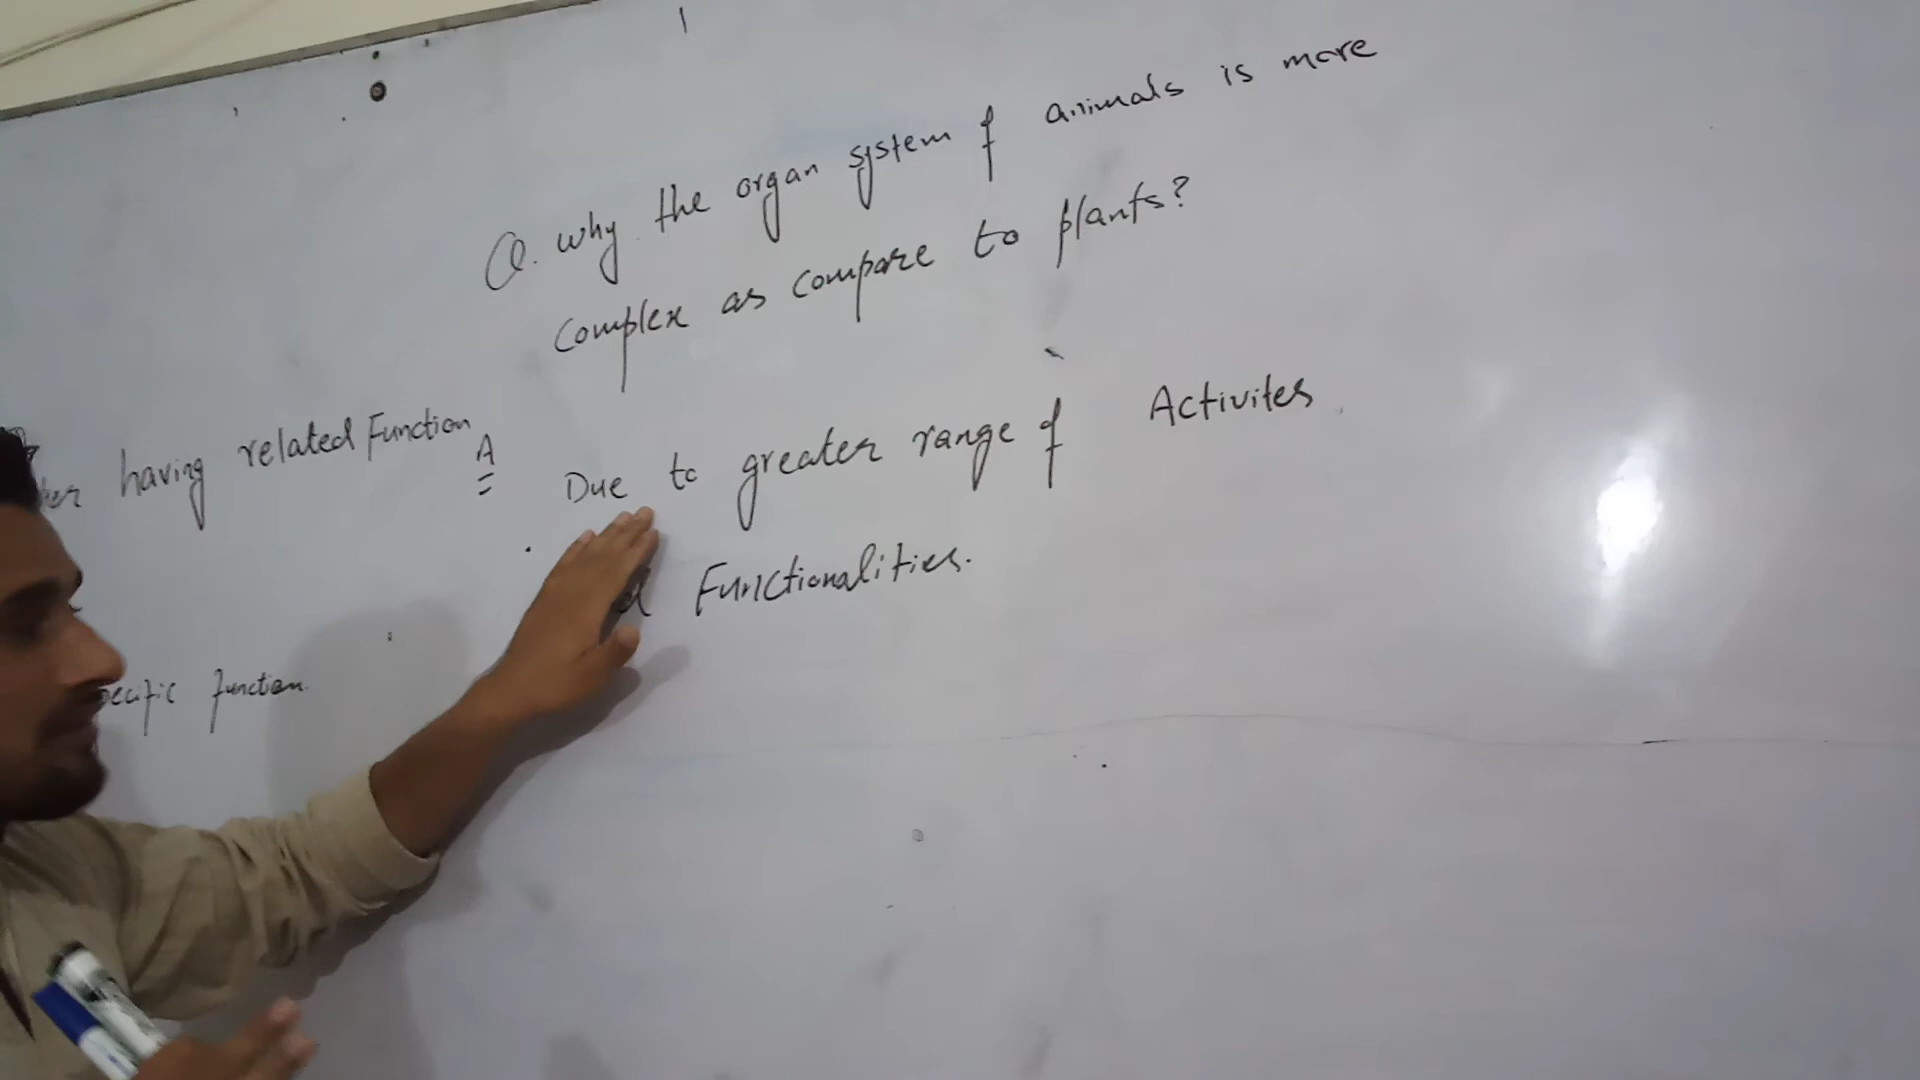 Q. why the organ system of animals is more
complex as compare to plants?
having related Function
A Due to greater range of Activites
Functionalities.
function.